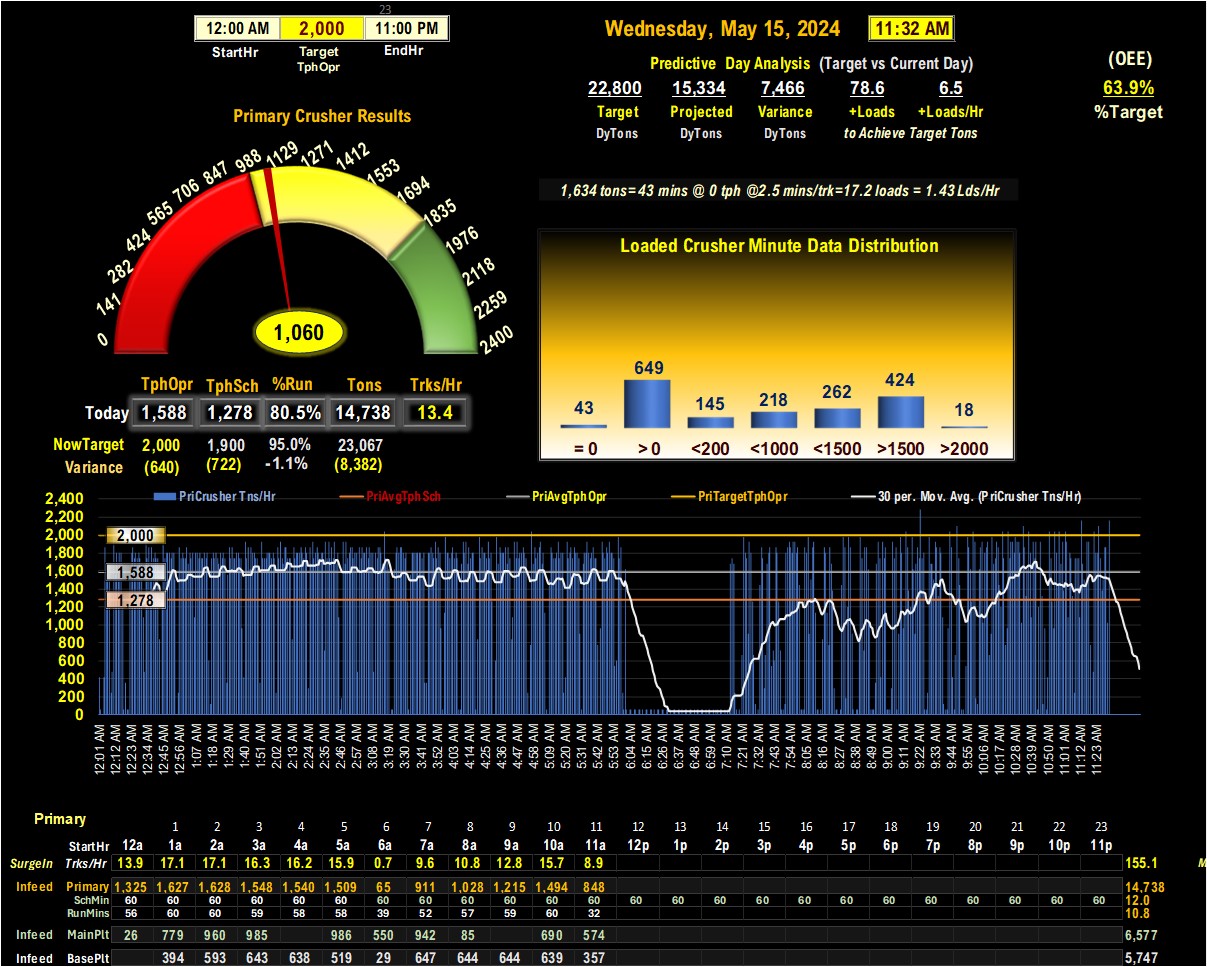 23
12:00 AM 2,000 11:00 PM
StartHr Target EndHr
TphOpr
Wednesday, May 15, 2024 11:32 AM
Predictive Day Analysis (Target vs Current Day)
22,800 15,334 7,466 78.6 6.5
Target Projected Variance +Loads +Loads/Hr
DyTons DyTons DyTons to Achieve Target Tons
(OEE)
63.9%
%Target
Primary Crusher Results
0 141 282 424 565 706 847 988 1129 1271 1412 1553 1694 1835 1976 2118 2259 2400
1,060
1,634 tons=43 mins @ 0 tph @2.5 mins/trk=17.2 loads = 1.43 Lds/Hr
Loaded Crusher Minute Data Distribution
43 649 145 218 262 424 18
= 0 > 0 <200 <1000 <1500 >1500 >2000
TphOpr TphSch %Run Tons Trks/Hr
Today 1,588 1,278 80.5% 14,738 13.4
NowTarget 2,000 1,900 95.0% 23,067
Variance (640) (722) -1.1% (8,382)
PriCrusher Tns/Hr PriAvgTphSch PriAvgTphOpr PriTargetTphOpr 30 per. Mov. Avg. (PriCrusher Tns/Hr)
2,400
2,200
2,000 2,000
1,800
1,600 1,588
1,400
1,200 1,278
1,000
800
600
400
200
0
12:01 AM 12:12 AM 12:23 AM 12:34 AM 12:45 AM 12:56 AM 1:07 AM 1:18 AM 1:29 AM 1:40 AM 1:51 AM 2:02 AM 2:13 AM 2:24 AM 2:35 AM 2:46 AM 2:57 AM 3:08 AM 3:19 AM 3:30 AM 3:41 AM 3:52 AM 4:03 AM 4:14 AM 4:25 AM 4:36 AM 4:47 AM 4:58 AM 5:09 AM 5:20 AM 5:31 AM 5:42 AM 5:53 AM 6:04 AM 6:15 AM 6:26 AM 6:37 AM 6:48 AM 6:59 AM 7:10 AM 7:21 AM 7:32 AM 7:43 AM 7:54 AM 8:05 AM 8:16 AM 8:27 AM 8:38 AM 8:49 AM 9:00 AM 9:11 AM 9:22 AM 9:33 AM 9:44 AM 9:55 AM 10:06 AM 10:17 AM 10:28 AM 10:39 AM 10:50 AM 11:01 AM 11:12 AM 11:23 AM
Primary
1 2 3 4 5 6 7 8 9 10 11 12 13 14 15 16 17 18 19 20 21 22 23
StartHr 12a 1a 2a 3a 4a 5a 6a 7a 8a 9a 10a 11a 12p 1p 2p 3p 4p 5p 6p 7p 8p 9p 10p 11p
SurgeIn Trks/Hr 13.9 17.1 17.1 16.3 16.2 15.9 0.7 9.6 10.8 12.8 15.7 8.9 155.1 M
Infeed Primary 1,325 1,627 1,628 1,548 1,540 1,509 65 911 1,028 1,215 1,494 848 14,738
SchMin 60 60 60 60 60 60 60 60 60 60 60 60 60 60 60 60 60 60 60 60 60 60 60 60 12.0
RunMins 56 60 60 59 58 58 39 52 57 59 60 32 10.8
Infeed MainPlt 26 779 960 985 986 550 942 85 690 574 6,577
Infeed BasePlt 394 593 643 638 519 29 647 644 644 639 357 5,747